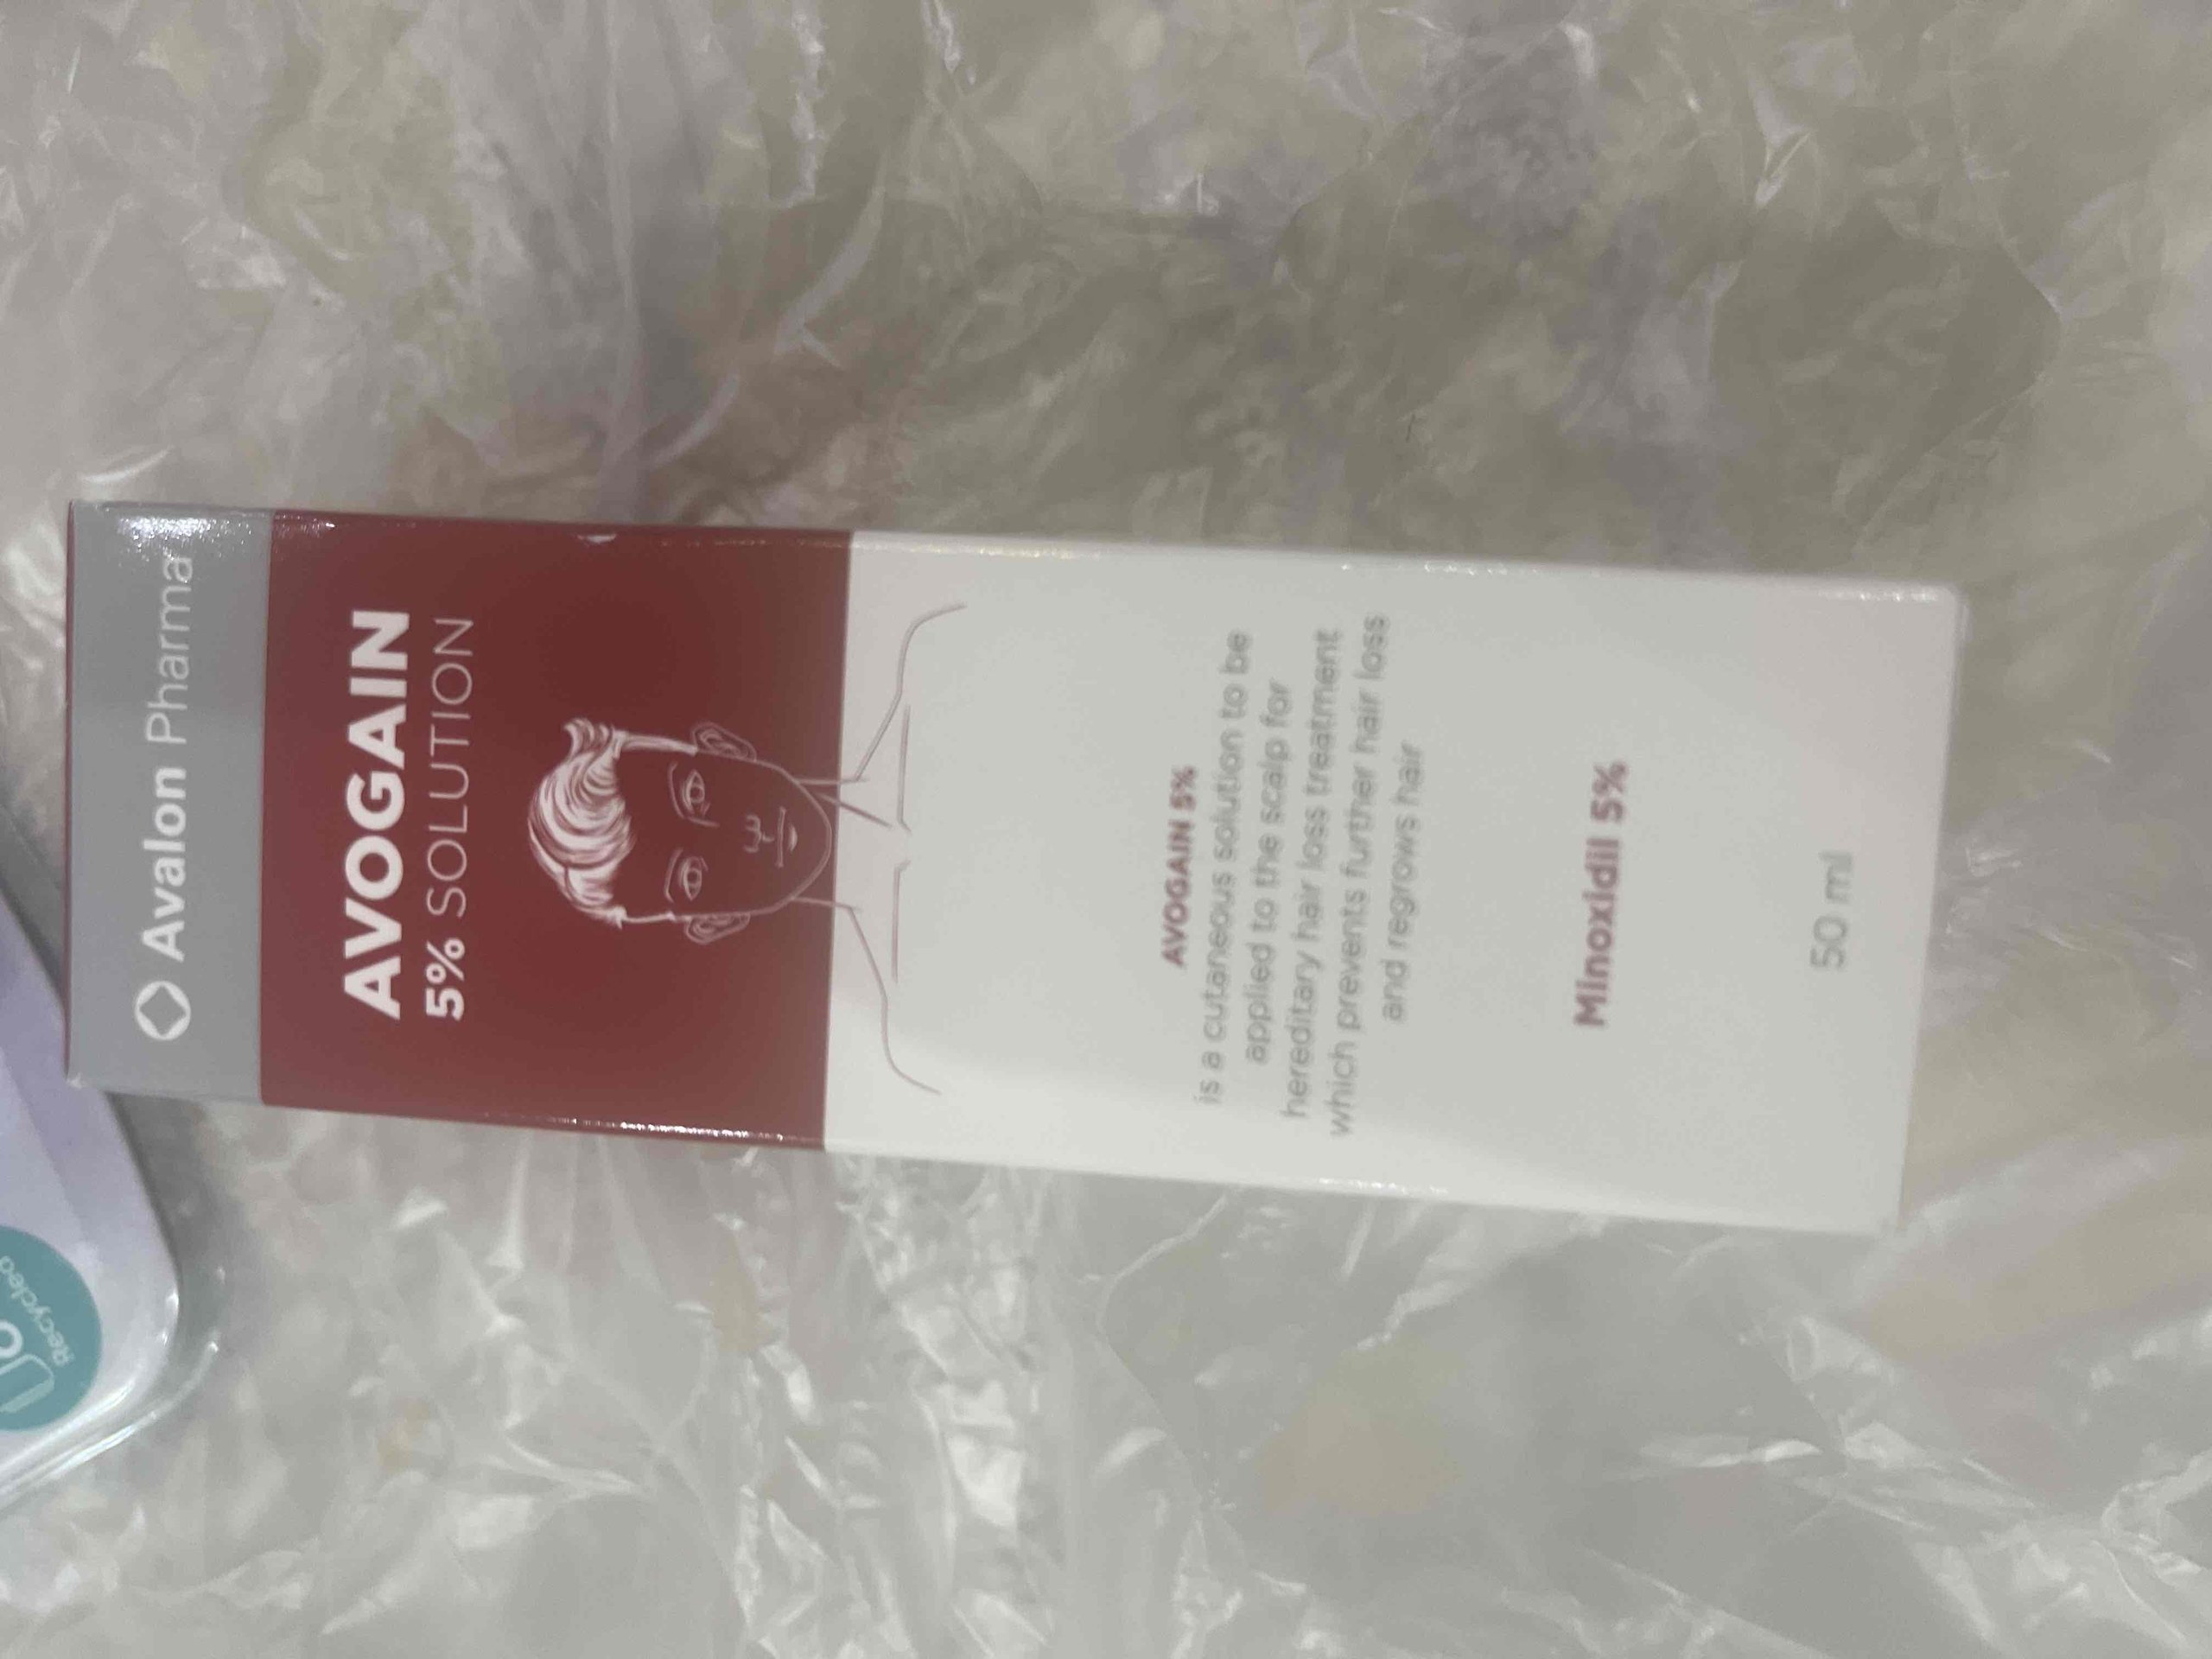 Avalon Pharma
AVOGAIN
5% SOLUTION
AVOGAIN 5%
is a cutaneous solution to be
applied to the scalp for
hereditary hair loss treatment
which prevents further hair loss
and regrows hair
Minoxidil 5%
50 ml
Recycled